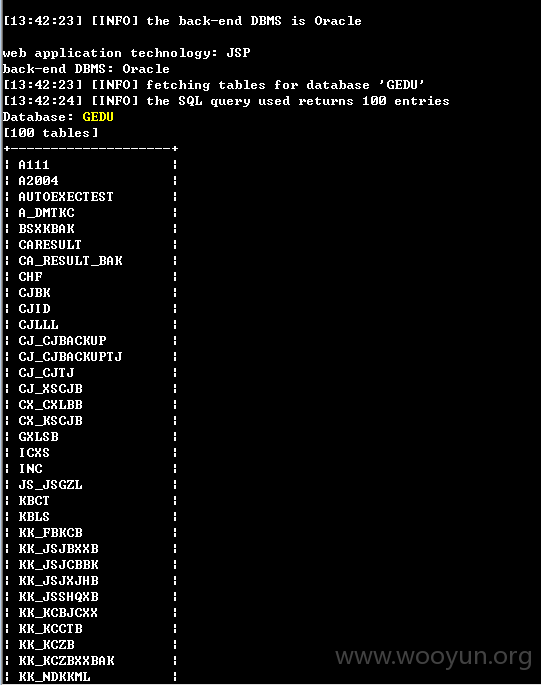 [13:42:23] [INFO] the back-end DBMS is Oracle
web application technology: JSP
back-end DBMS: Oracle
[13:42:23] [INFO] fetching tables for database 'GEDU'
[13:42:24] [INFO] the SQL query used returns 100 entries
Database: GEDU
[100 tables]
+--------------------+
| A111 |
| A2004 |
| AUTOEXECTEST |
| A_DMTKC |
| BSXKBAK |
| CARESULT |
| CA_RESULT_BAK |
| CHF |
| CJBK |
| CJID |
| CJLLL |
| CJ_CJBACKUP |
| CJ_CJBACKUPTJ |
| CJ_CJTJ |
| CJ_XSCJB |
| CX_CXLBB |
| CX_KSCJB |
| GXLSB |
| ICXS |
| INC |
| JS_JSGZL |
| KBCT |
| KBLS |
| KK_FBKCB |
| KK_JSJBXXB |
| KK_JSJCBBK |
| KK_JSJXJHB |
| KK_JSSHQXB |
| KK_KCBJCXX |
| KK_KCCTB |
| KK_KCZB |
| KK_KCZBXXBAK |
| KK_NDKKML |
www.wooyun.org